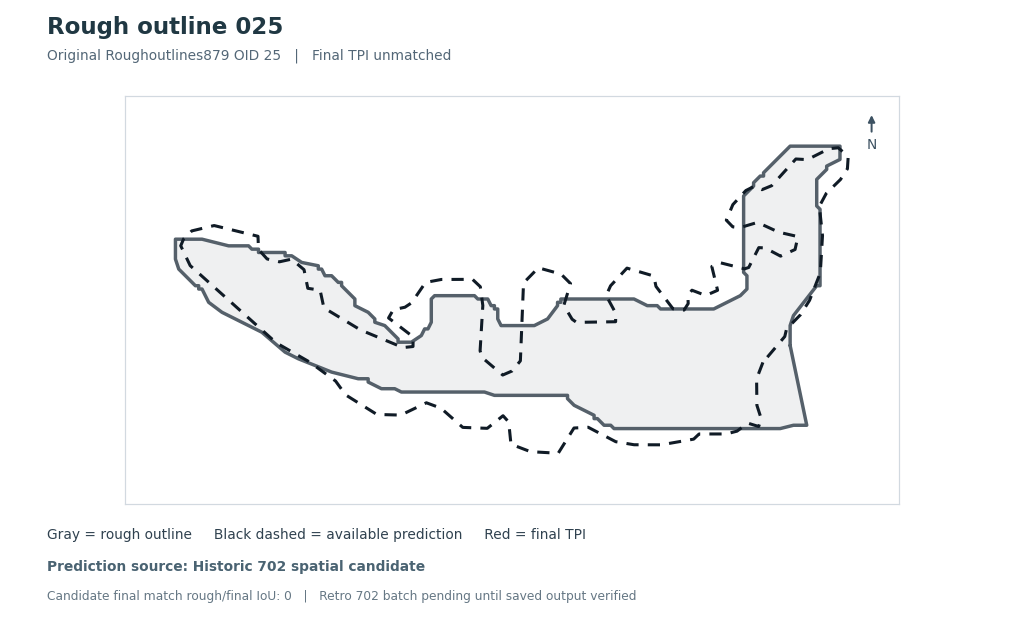 Rough outline 025
Original Roughoutlines879 OID 25   |   Final TPI unmatched
N
Gray = rough outline     Black dashed = available prediction     Red = final TPI
Prediction source: Historic 702 spatial candidate
Candidate final match rough/final IoU: 0   |   Retro 702 batch pending until saved output verified